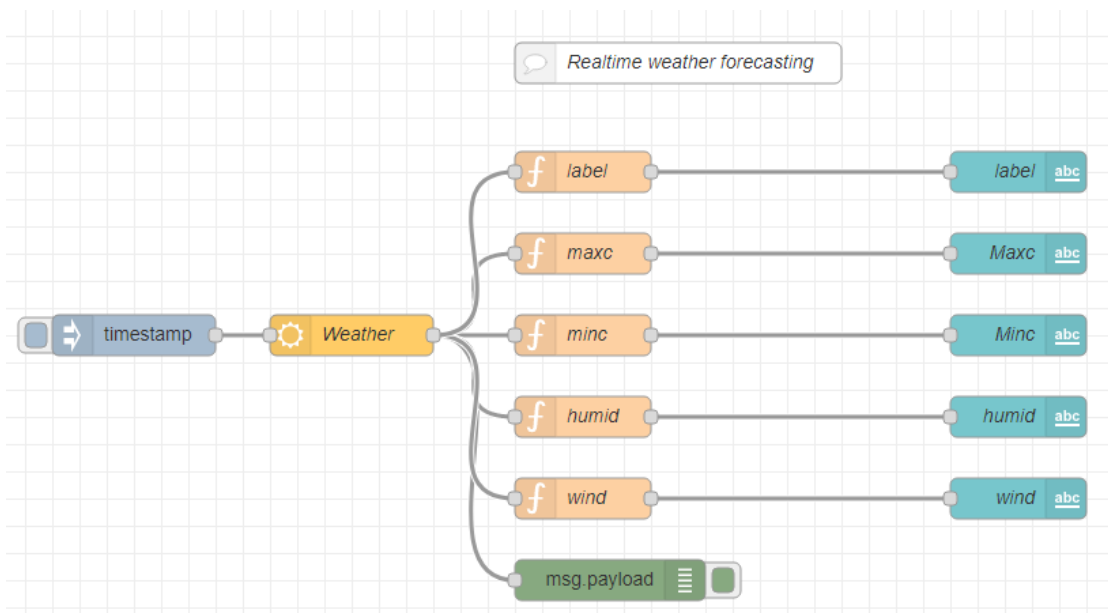 Realtime weather forecasting
label
label abc
maxc
Maxc abc
timestamp
Weather
minc
Minc abc
humid
humid abc
wind
wind abc
msg.payload